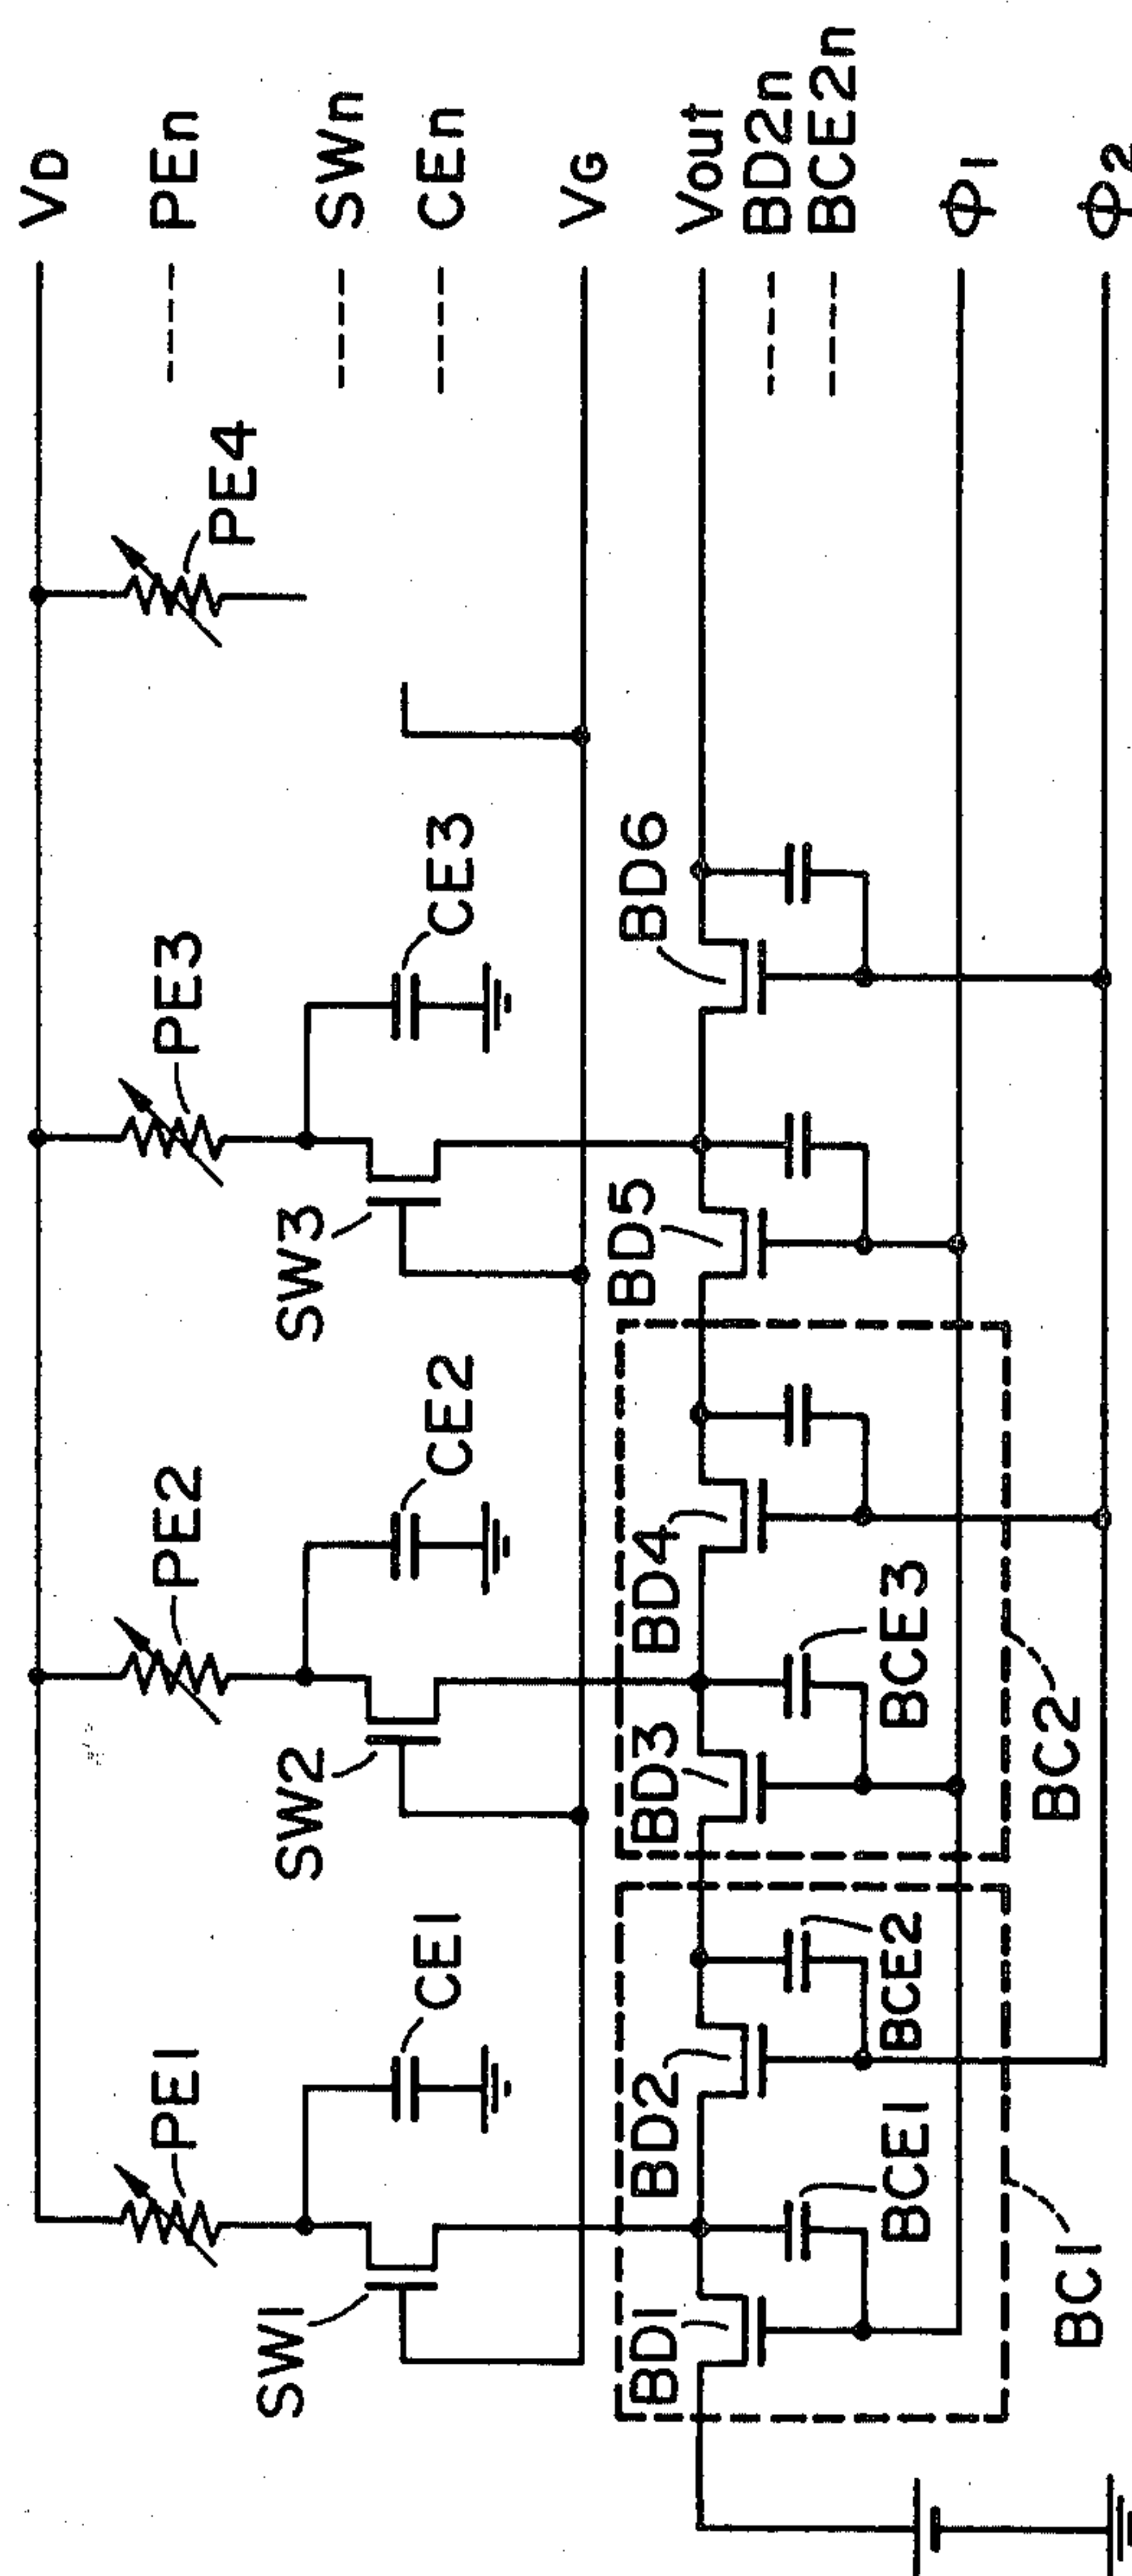 VD
PE1
PE2
PE3
PE4
PEn
SW1
SW2
SW3
SWn
CE1
CE2
CE3
CEn
VG
BD1
BD2
BD3
BD4
BD5
BD6
Vout
BD2n
BCE1
BCE2
BCE3
BCE2n
φ1
BC1
BC2
φ2